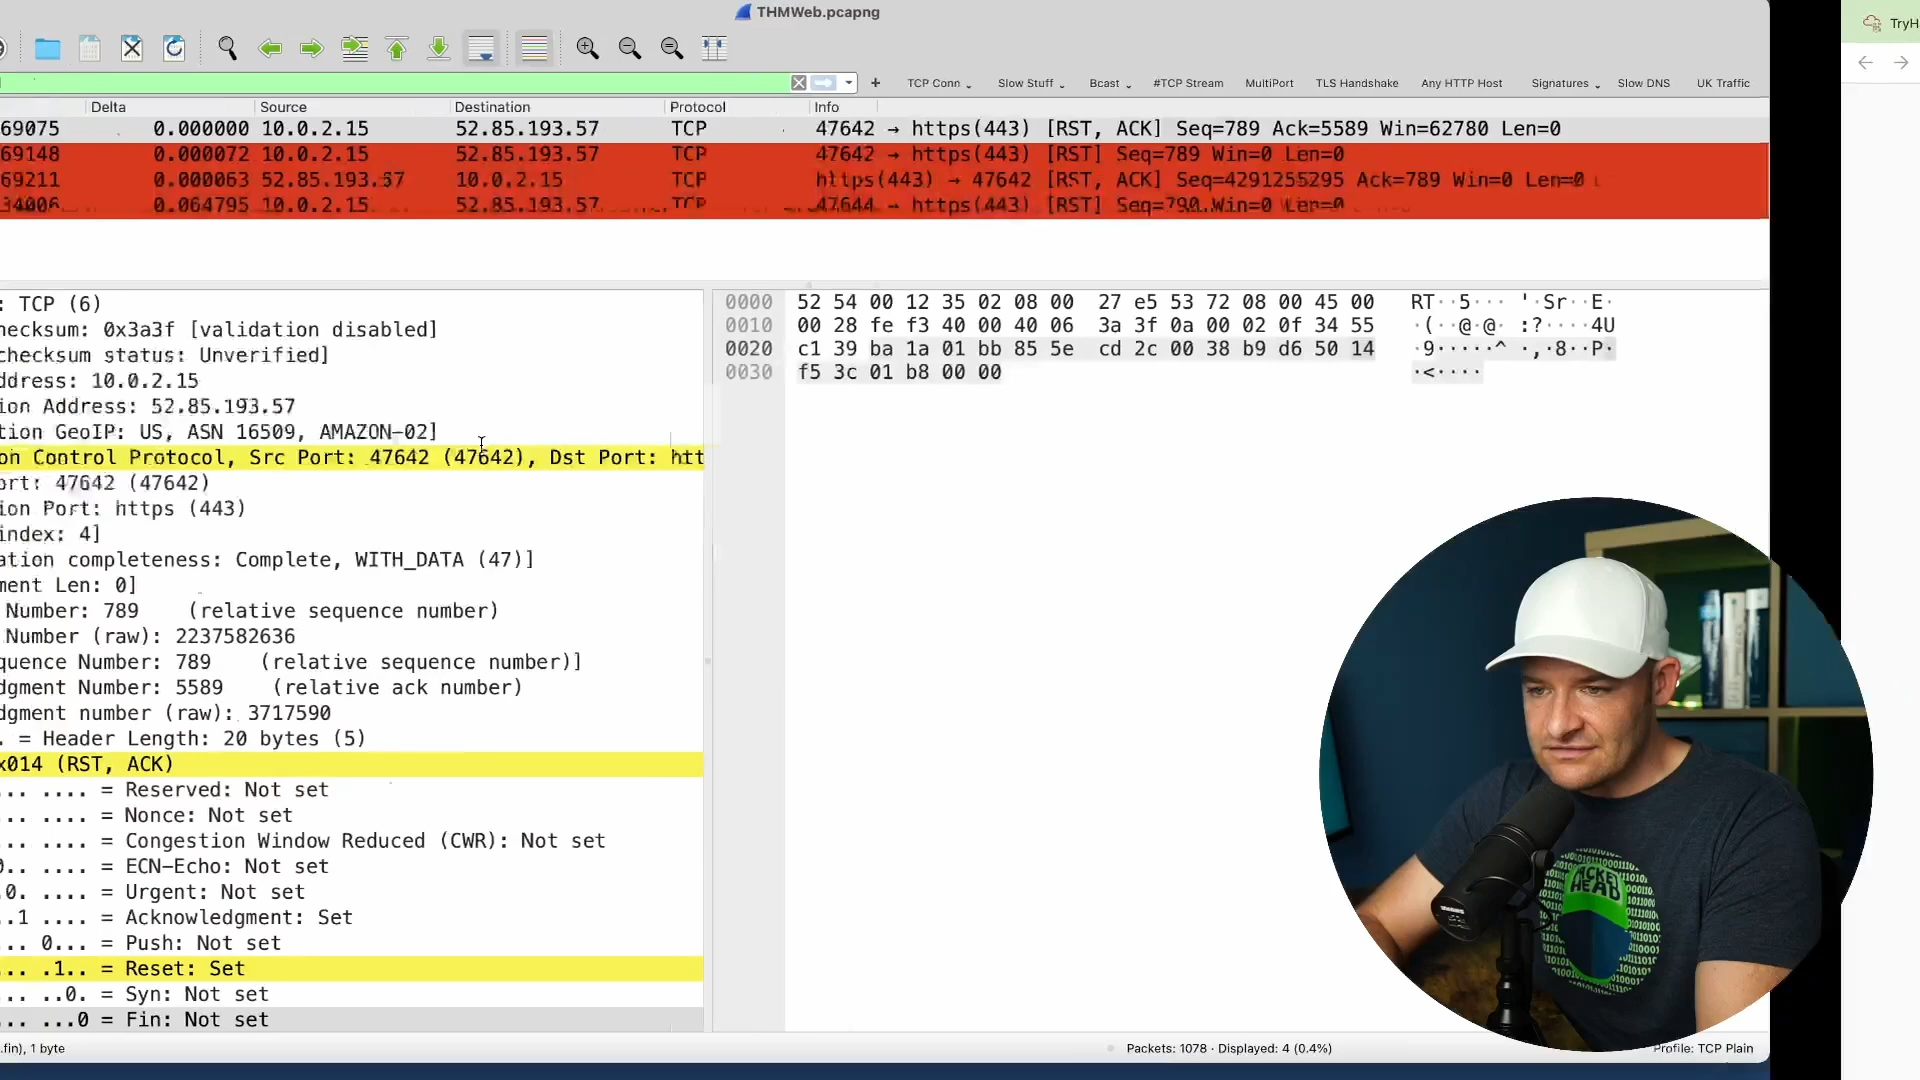 THMWeb.pcapng
TryH
TCP Conn
Slow Stuff
Bcast
#TCP Stream
MultiPort
TLS Handshake
Any HTTP Host
Signatures
Slow DNS
UK Traffic
Delta Source Destination Protocol Info
69075 0.000000 10.0.2.15 52.85.193.57 TCP 47642 → https(443) [RST, ACK] Seq=789 Ack=5589 Win=62780 Len=0
69148 0.000072 10.0.2.15 52.85.193.57 TCP 47642 → https(443) [RST] Seq=789 Win=0 Len=0
69211 0.000063 52.85.193.57 10.0.2.15 TCP https(443) → 47642 [RST, ACK] Seq=4291255295 Ack=789 Win=0 Len=0
34006 0.064795 10.0.2.15 52.85.193.57 TCP 47644 → https(443) [RST] Seq=790 Win=0 Len=0
: TCP (6)
hecksum: 0x3a3f [validation disabled]
checksum status: Unverified]
ddress: 10.0.2.15
ion Address: 52.85.193.57
tion GeoIP: US, ASN 16509, AMAZON-02]
on Control Protocol, Src Port: 47642 (47642), Dst Port: htt
ort: 47642 (47642)
ion Port: https (443)
index: 4]
ation completeness: Complete, WITH_DATA (47)]
ment Len: 0]
Number: 789 (relative sequence number)
Number (raw): 2237582636
quence Number: 789 (relative sequence number)]
dgment Number: 5589 (relative ack number)
dgment number (raw): 3717590
. = Header Length: 20 bytes (5)
x014 (RST, ACK)
... .... = Reserved: Not set
... .... = Nonce: Not set
... .... = Congestion Window Reduced (CWR): Not set
0.. .... = ECN-Echo: Not set
.0. .... = Urgent: Not set
..1 .... = Acknowledgment: Set
... 0... = Push: Not set
... .1.. = Reset: Set
... ..0. = Syn: Not set
... ...0 = Fin: Not set
0000 52 54 00 12 35 02 08 00 27 e5 53 72 08 00 45 00 RT··5··· '·Sr··E·
0010 00 28 fe f3 40 00 40 06 3a 3f 0a 00 02 0f 34 55 ·(··@·@· :?····4U
0020 c1 39 ba 1a 01 bb 85 5e cd 2c 00 38 b9 d6 50 14 ·9·····^ ·,·8··P·
0030 f5 3c 01 b8 00 00 ·<····
PACKET
HEAD
.fin), 1 byte
Packets: 1078 · Displayed: 4 (0.4%)
Profile: TCP Plain